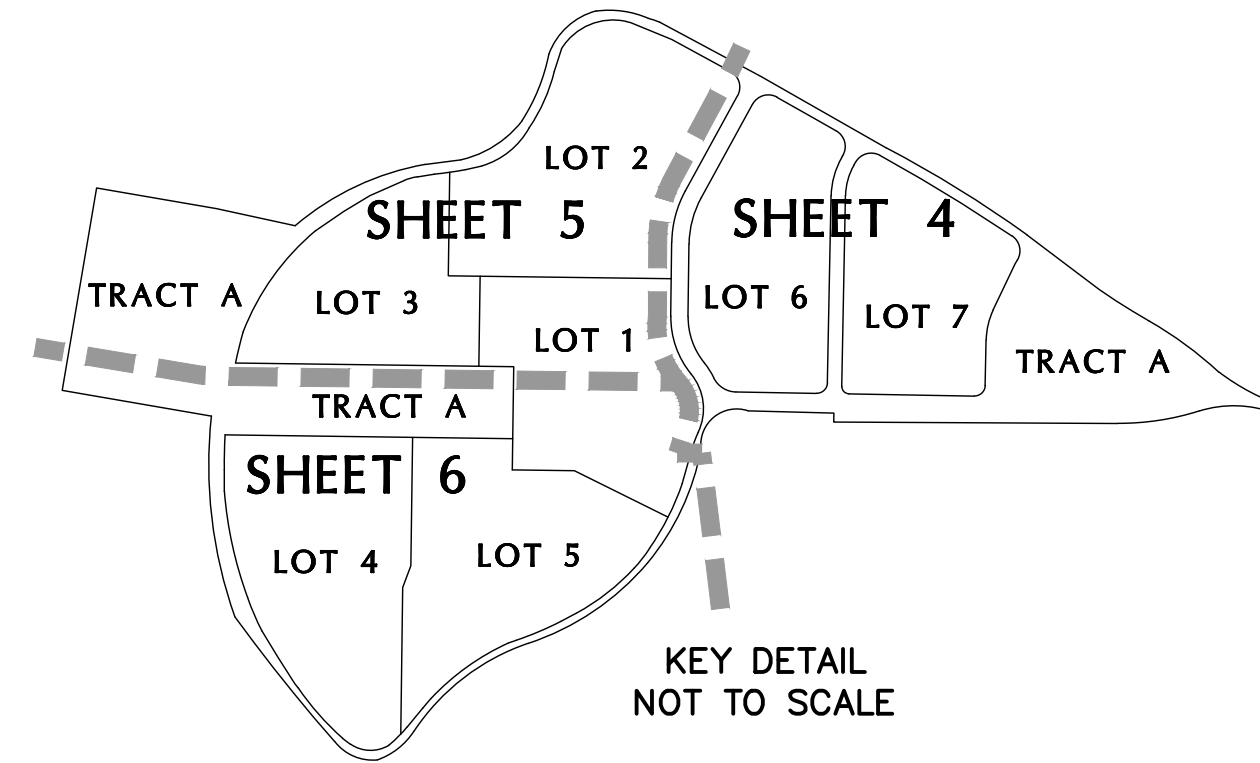 LOT 2
SHEET 5
SHEET 4
TRACT A
LOT 3
LOT 6
LOT 7
LOT 1
TRACT A
TRACT A
SHEET 6
LOT 4
LOT 5
KEY DETAIL
NOT TO SCALE